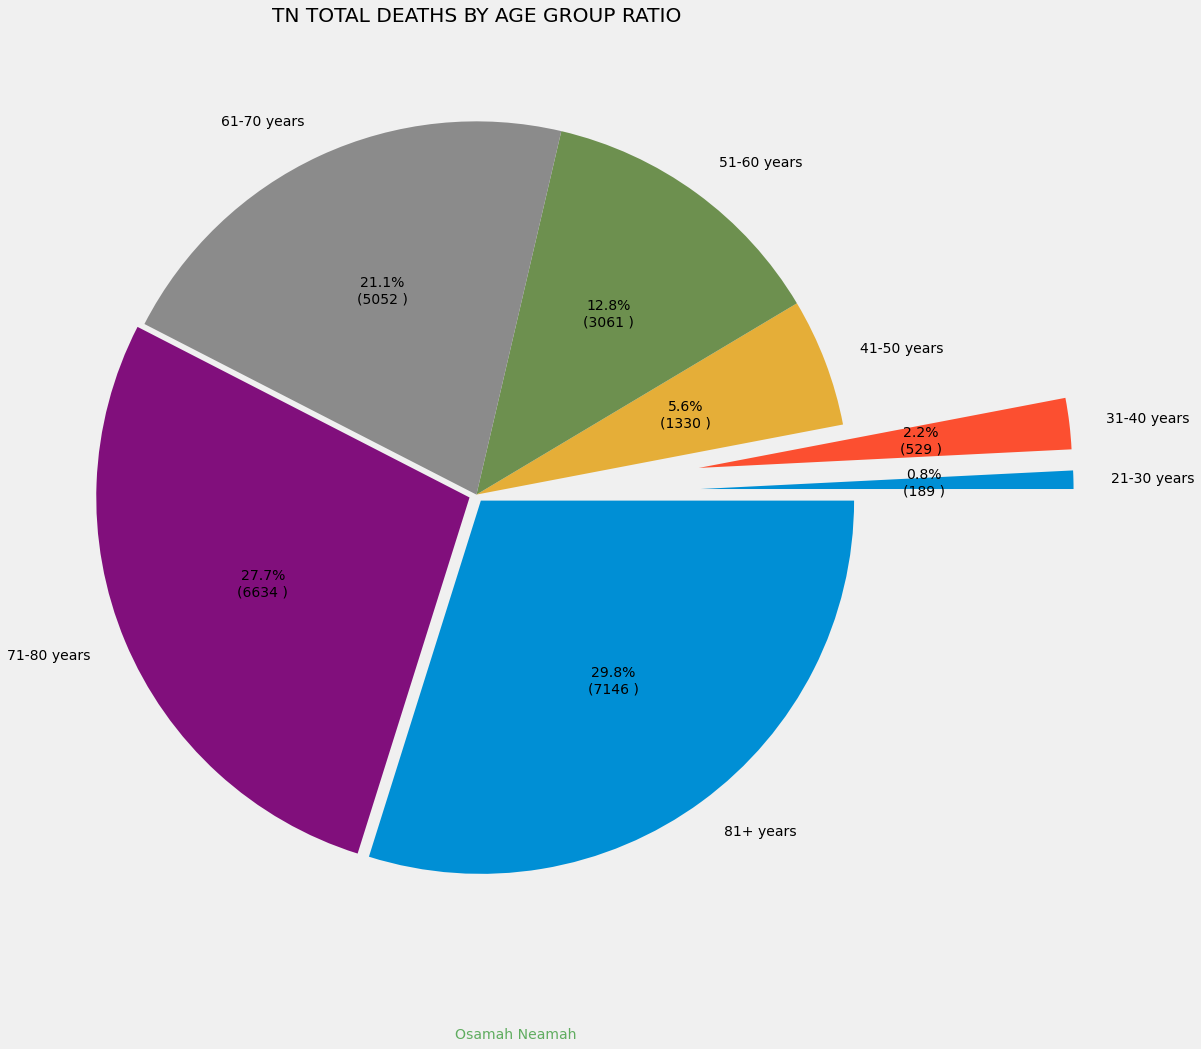 TN TOTAL DEATHS BY AGE GROUP RATIO
61-70 years
51-60 years
21.1%
(5052 )
12.8%
(3061 )
41-50 years
5.6%
(1330 )
31-40 years
2.2%
(529 )
21-30 years
0.8%
(189 )
27.7%
(6634 )
71-80 years
29.8%
(7146 )
81+ years
Osamah Neamah